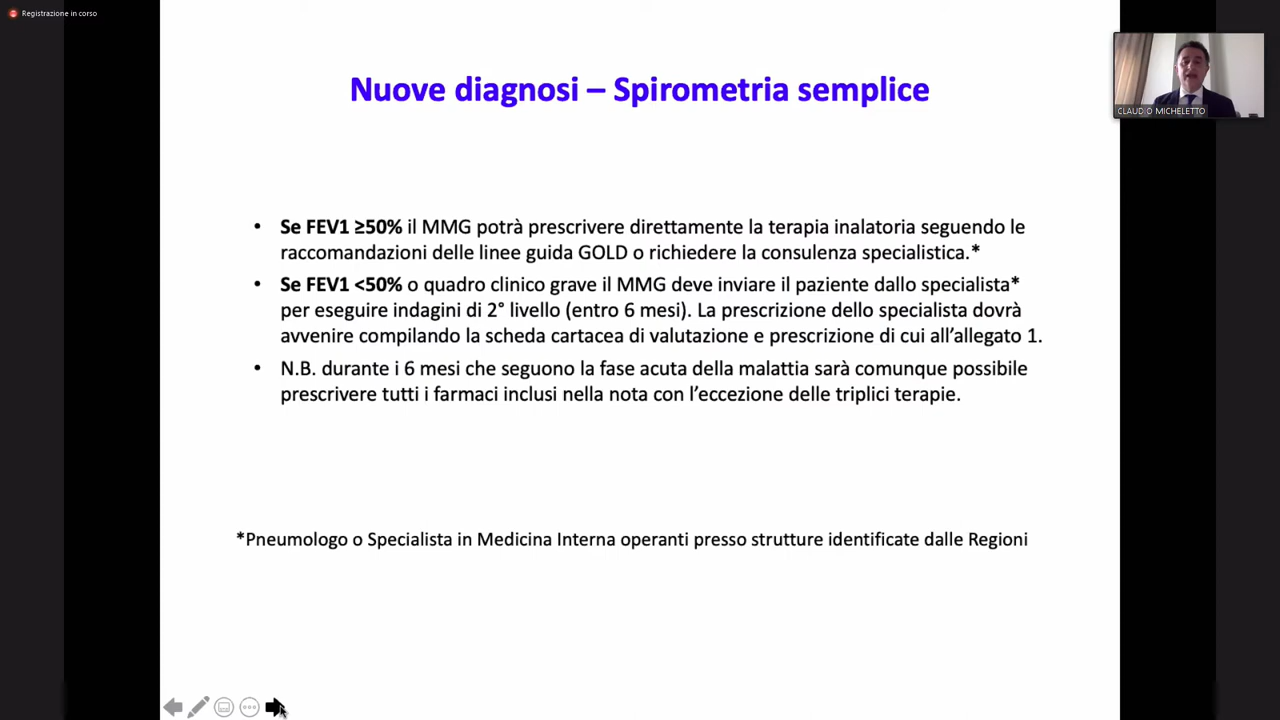 Registrazione in corso
CLAUDIO MICHELETTO
Nuove diagnosi – Spirometria semplice
• Se FEV1 ≥50% il MMG potrà prescrivere direttamente la terapia inalatoria seguendo le
raccomandazioni delle linee guida GOLD o richiedere la consulenza specialistica.*
• Se FEV1 <50% o quadro clinico grave il MMG deve inviare il paziente dallo specialista*
per eseguire indagini di 2° livello (entro 6 mesi). La prescrizione dello specialista dovrà
avvenire compilando la scheda cartacea di valutazione e prescrizione di cui all’allegato 1.
• N.B. durante i 6 mesi che seguono la fase acuta della malattia sarà comunque possibile
prescrivere tutti i farmaci inclusi nella nota con l’eccezione delle triplici terapie.
*Pneumologo o Specialista in Medicina Interna operanti presso strutture identificate dalle Regioni